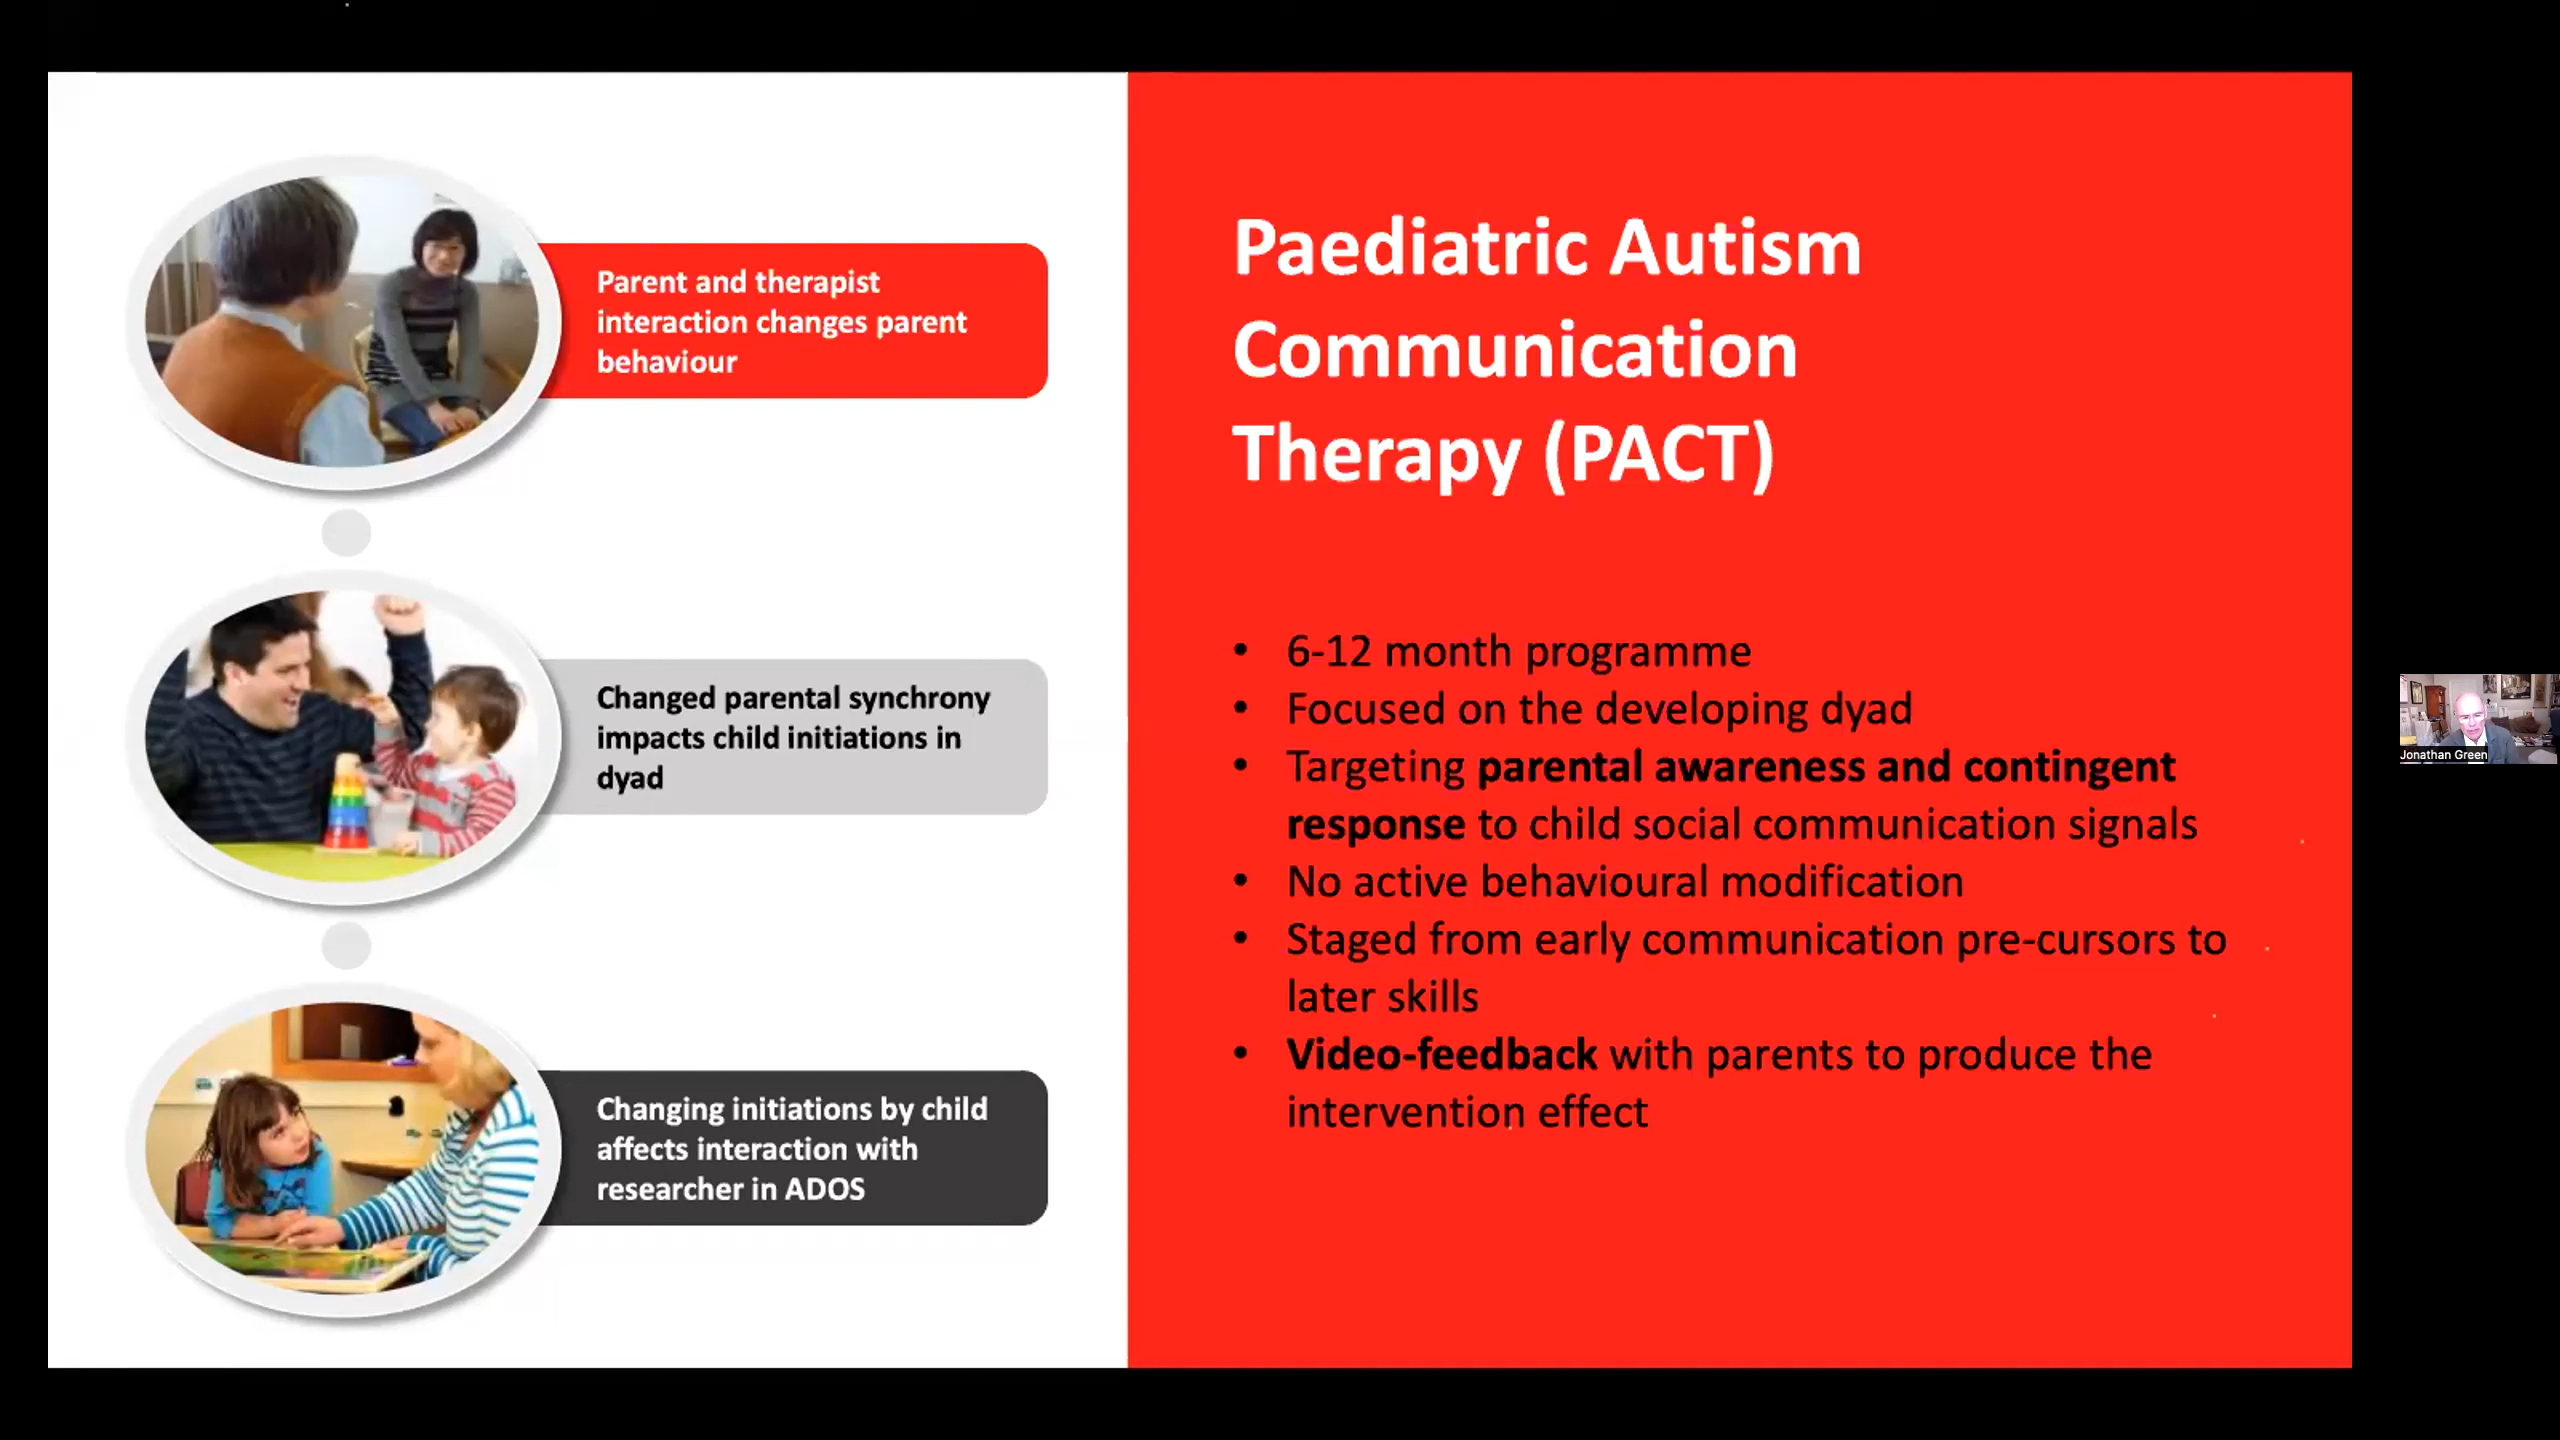 Parent and therapist
interaction changes parent
behaviour
Changed parental synchrony
impacts child initiations in
dyad
Changing initiations by child
affects interaction with
researcher in ADOS
Paediatric Autism
Communication
Therapy (PACT)
• 6-12 month programme
• Focused on the developing dyad
• Targeting parental awareness and contingent
response to child social communication signals
• No active behavioural modification
• Staged from early communication pre-cursors to
later skills
• Video-feedback with parents to produce the
intervention effect
Jonathan Green